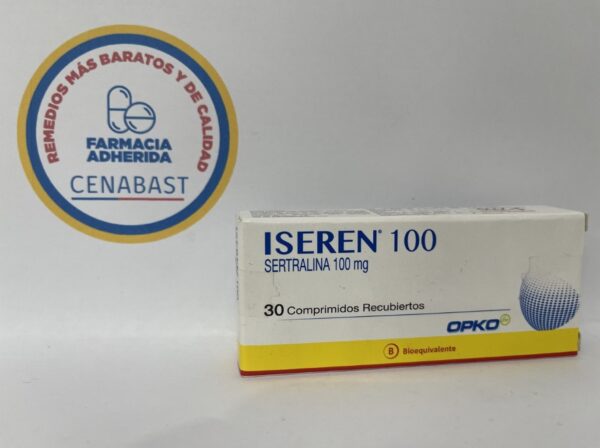 REMEDIOS MÁS BARATOS Y DE CALIDAD
FARMACIA
ADHERIDA
CENABAST
ISEREN® 100
SERTRALINA 100 mg
30 Comprimidos Recubiertos
OPKO
B Bioequivalente